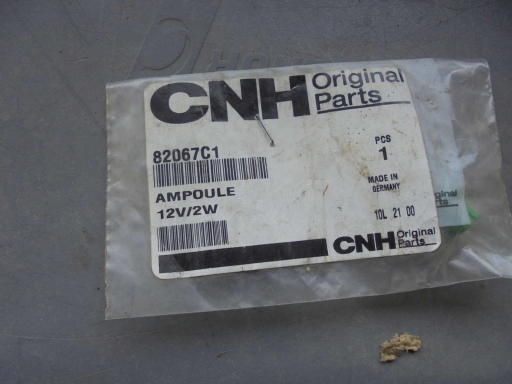 CNH Original
Parts
82067C1
PCS
1
AMPOULE
12V/2W
MADE IN
GERMANY
10L 21 00
CNH Original
Parts